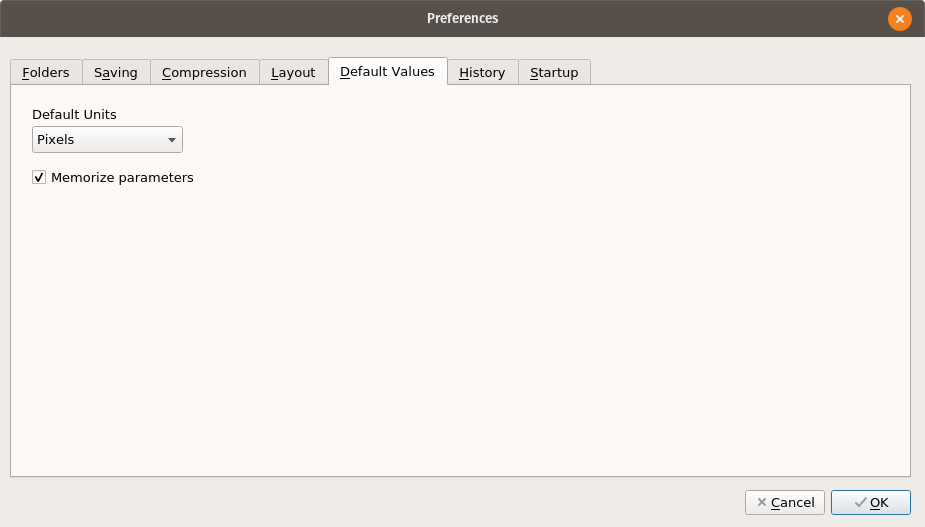 Preferences
Folders Saving Compression Layout Default Values History Startup
Default Units
Pixels
Memorize parameters
Cancel OK